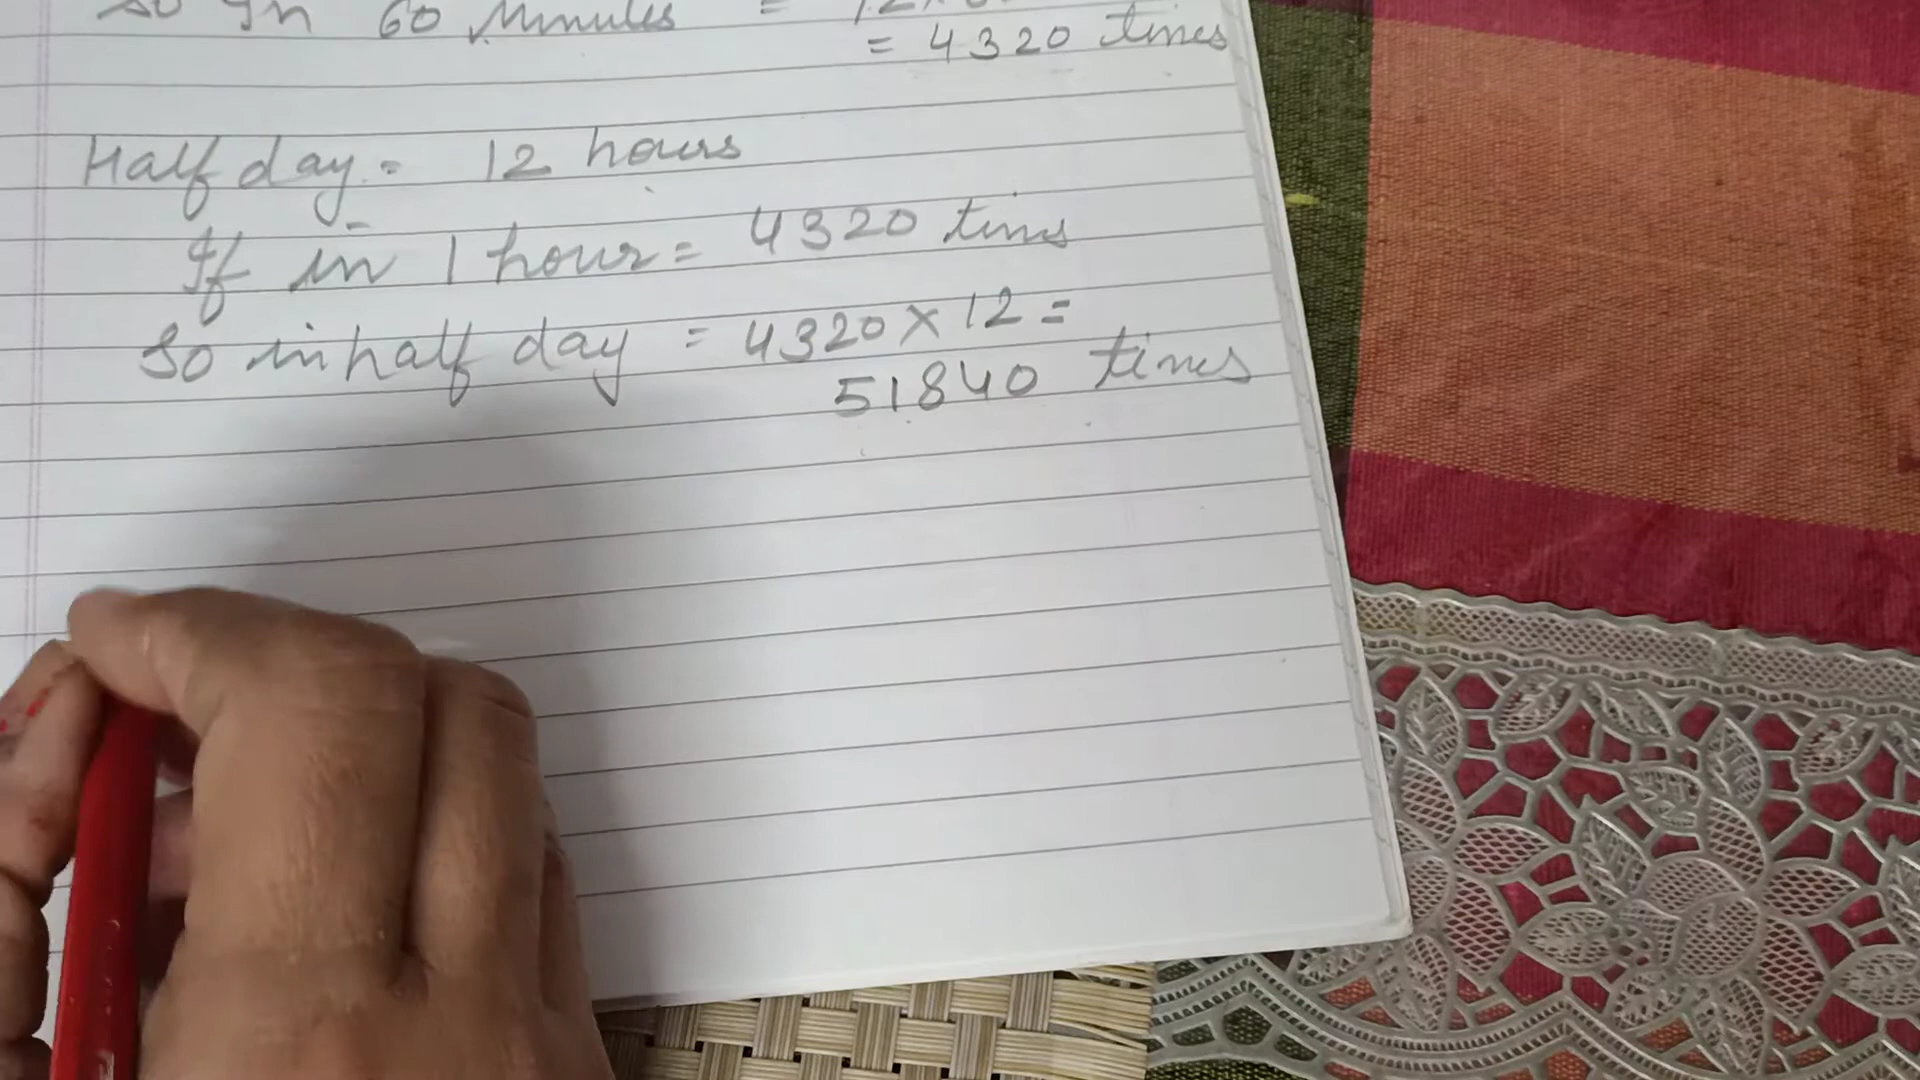 So In 60 Minutes =
= 4320 times
Half day = 12 hours
If in 1 hour = 4320 times
So in half day = 4320 × 12 =
51840 times